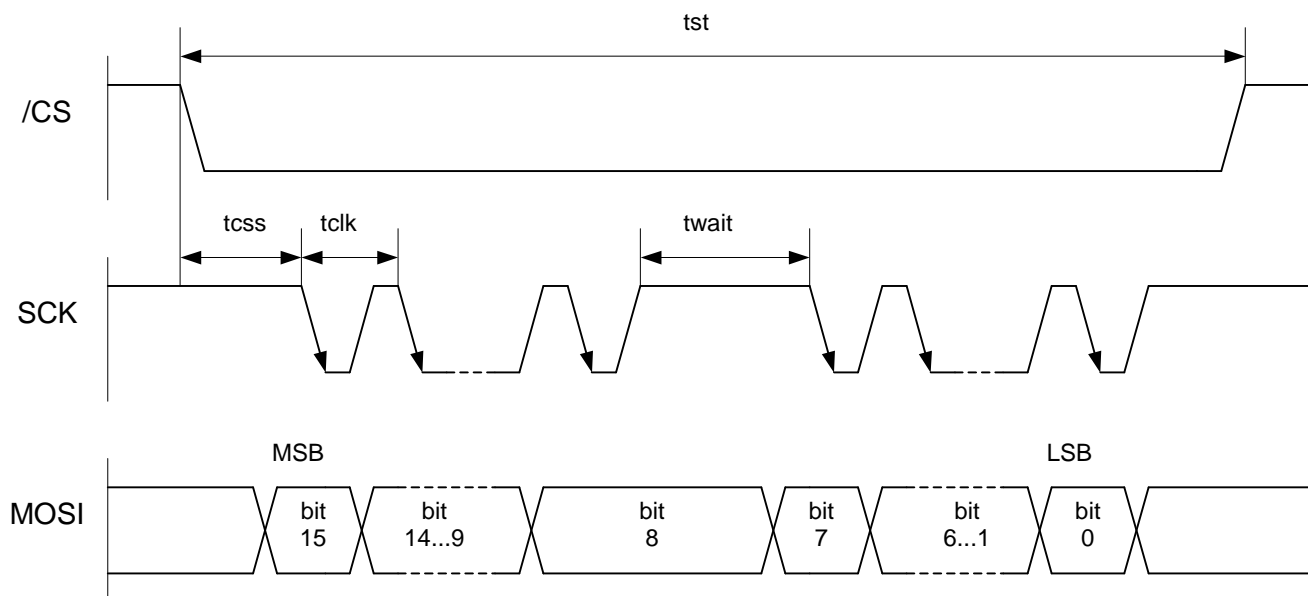 tst
/CS
tcss
tclk
twait
SCK
MSB
LSB
MOSI
bit
15
bit
14...9
bit
8
bit
7
bit
6...1
bit
0